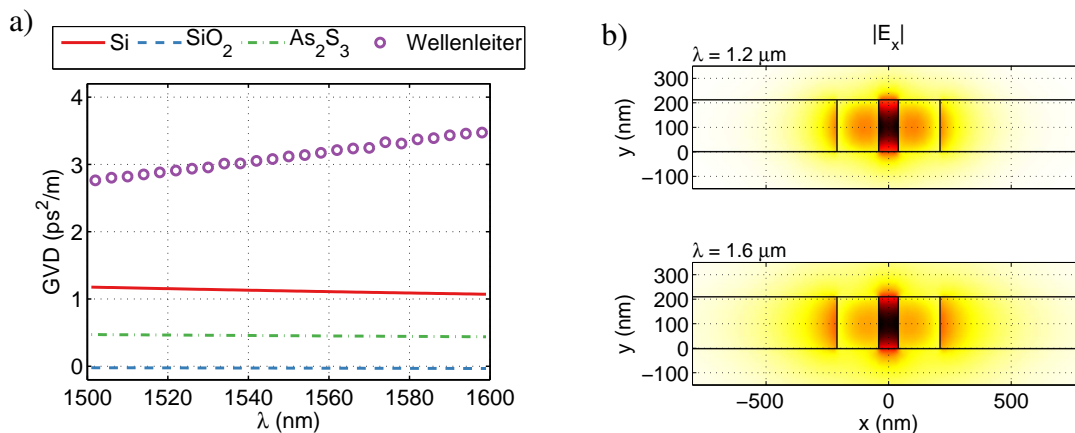 a)
Si SiO2 As2S3 Wellenleiter
GVD (ps2/m)
4
3
2
1
0
1500 1520 1540 1560 1580 1600
λ (nm)
b)
|Ex|
λ = 1.2 μm
y (nm)
300
200
100
0
−100
λ = 1.6 μm
y (nm)
300
200
100
0
−100
−500 0 500
x (nm)